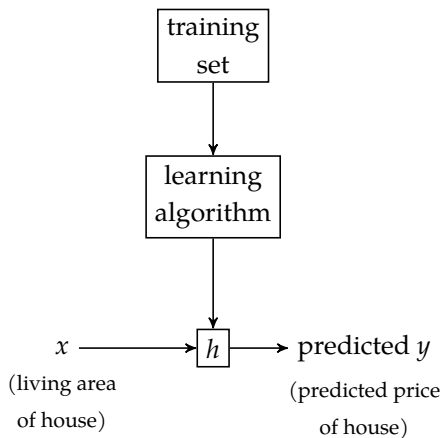 training
set
learning
algorithm
x h predicted y
(living area
of house)
(predicted price
of house)